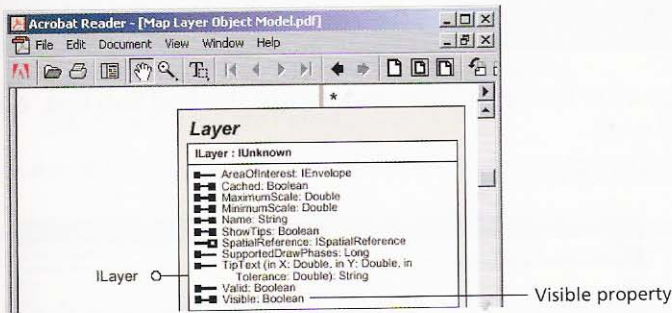 Acrobat Reader - [Map Layer Object Model.pdf]
File Edit Document View Window Help
*
Layer
ILayer : IUnknown
AreaOfInterest: IEnvelope
Cached: Boolean
MaximumScale: Double
MinimumScale: Double
Name: String
ShowTips: Boolean
SpatialReference: ISpatialReference
SupportedDrawPhases: Long
TipText (in X: Double, in Y: Double, in
Tolerance: Double): String
Valid: Boolean
Visible: Boolean
ILayer
Visible property